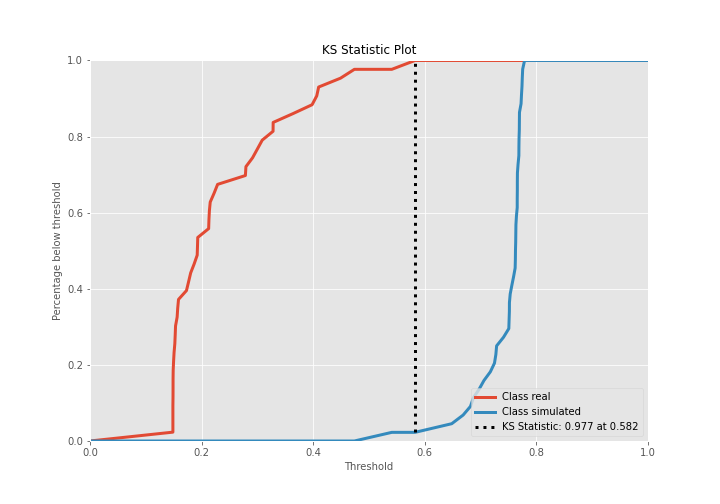 KS Statistic Plot
1.0
0.8
0.6
0.4
0.2
0.0
Percentage below threshold
0.0 0.2 0.4 0.6 0.8 1.0
Threshold
Class real
Class simulated
KS Statistic: 0.977 at 0.582